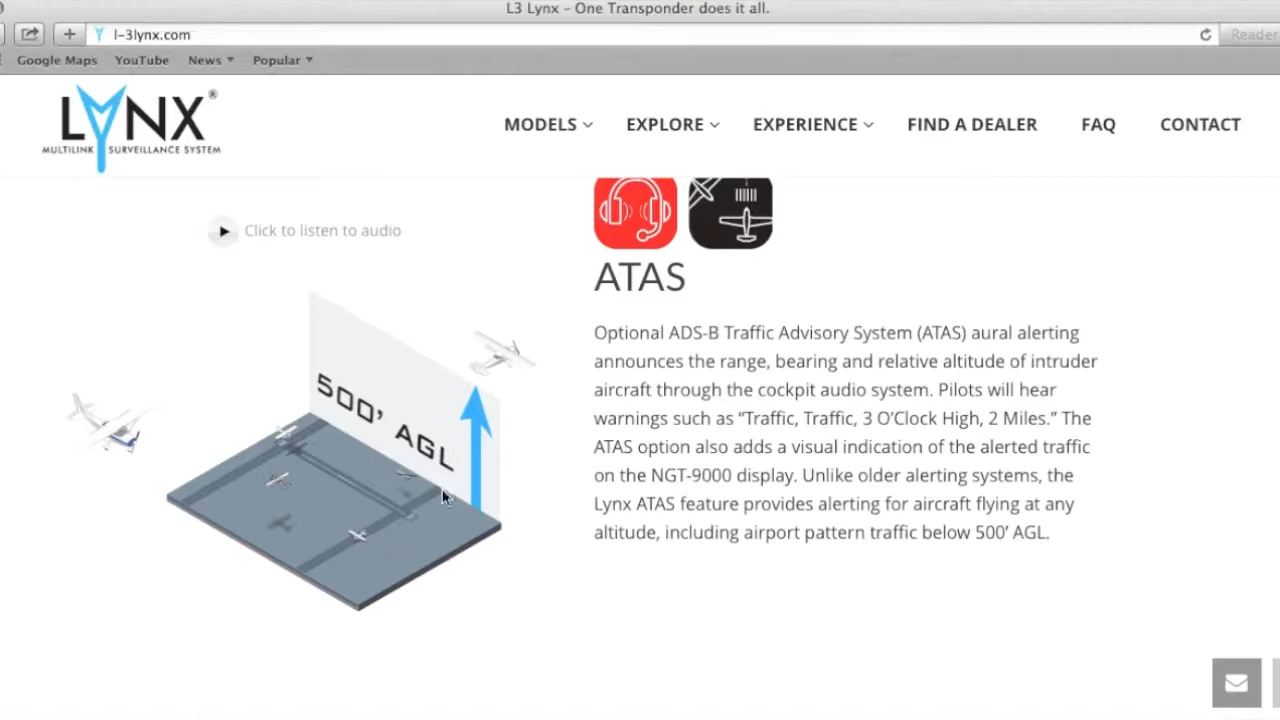 L3 Lynx - One Transponder does it all.
l-3lynx.com
Reader
Google Maps YouTube News Popular
LYNX®
MULTILINK SURVEILLANCE SYSTEM
MODELS EXPLORE EXPERIENCE FIND A DEALER FAQ CONTACT
Click to listen to audio
500' AGL
ATAS
Optional ADS-B Traffic Advisory System (ATAS) aural alerting
announces the range, bearing and relative altitude of intruder
aircraft through the cockpit audio system. Pilots will hear
warnings such as “Traffic, Traffic, 3 O’Clock High, 2 Miles.” The
ATAS option also adds a visual indication of the alerted traffic
on the NGT-9000 display. Unlike older alerting systems, the
Lynx ATAS feature provides alerting for aircraft flying at any
altitude, including airport pattern traffic below 500’ AGL.